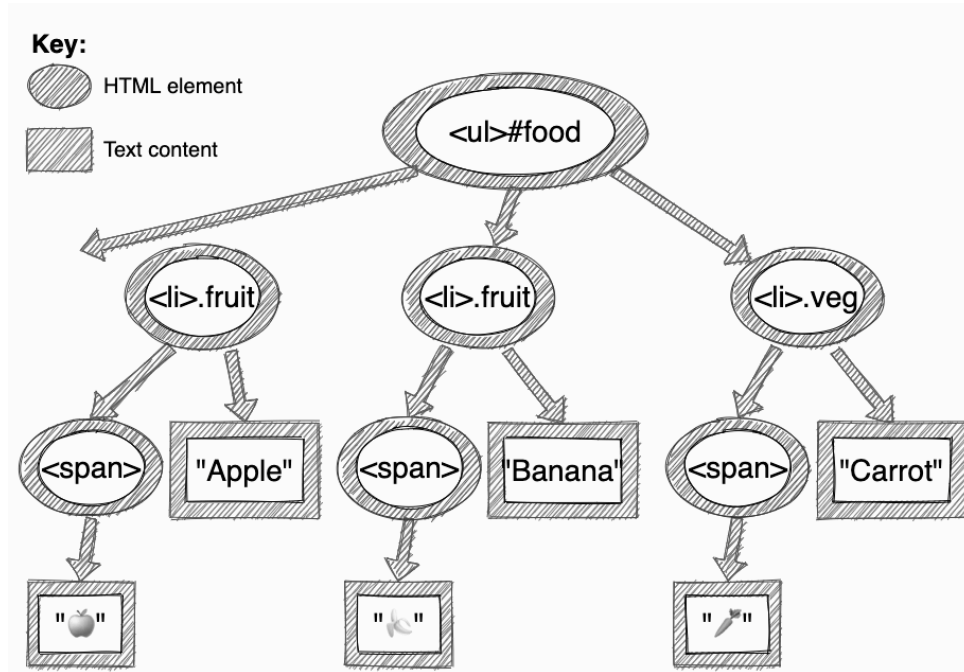 Key:
HTML element
Text content
<ul>#food
<li>.fruit
<li>.fruit
<li>.veg
<span>
"Apple"
<span>
"Banana"
<span>
"Carrot"
"🍎"
"🍌"
"🥕"